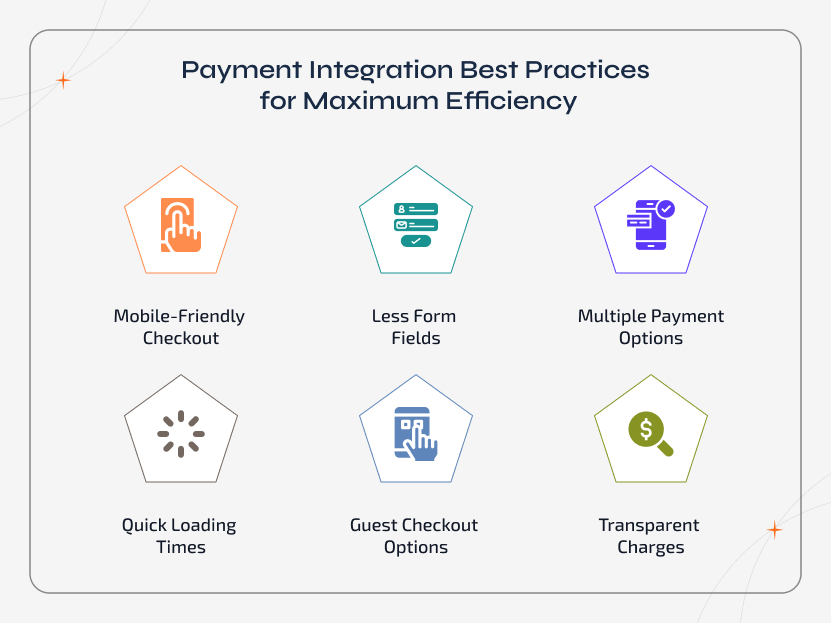 Payment Integration Best Practices
for Maximum Efficiency
Mobile-Friendly
Checkout
Less Form
Fields
Multiple Payment
Options
$
Quick Loading
Times
Guest Checkout
Options
Transparent
Charges